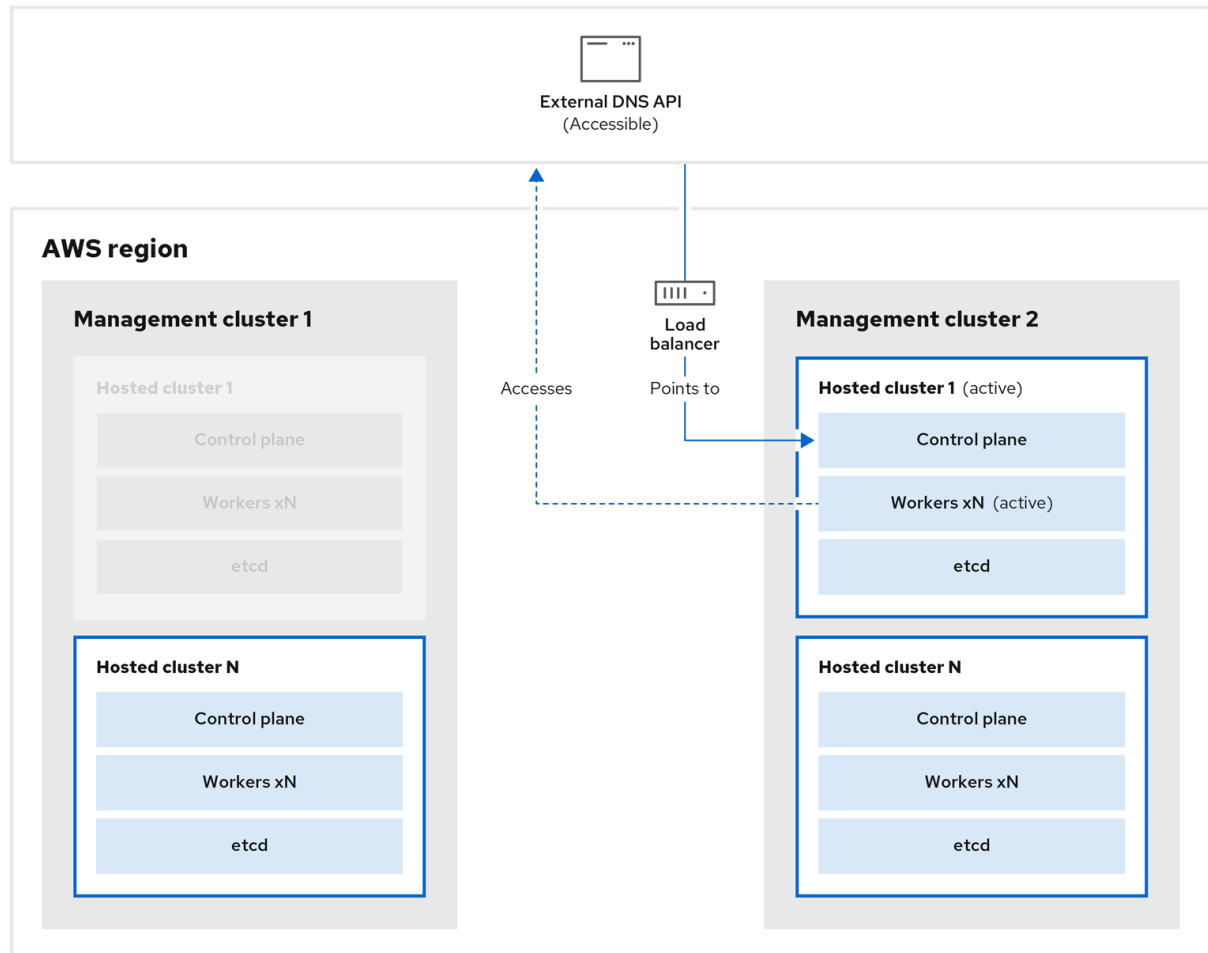 External DNS API
(Accessible)
AWS region
Management cluster 1
Hosted cluster 1
Control plane
Workers xN
etcd
Hosted cluster N
Control plane
Workers xN
etcd
Accesses
Load
balancer
Points to
Management cluster 2
Hosted cluster 1 (active)
Control plane
Workers xN (active)
etcd
Hosted cluster N
Control plane
Workers xN
etcd